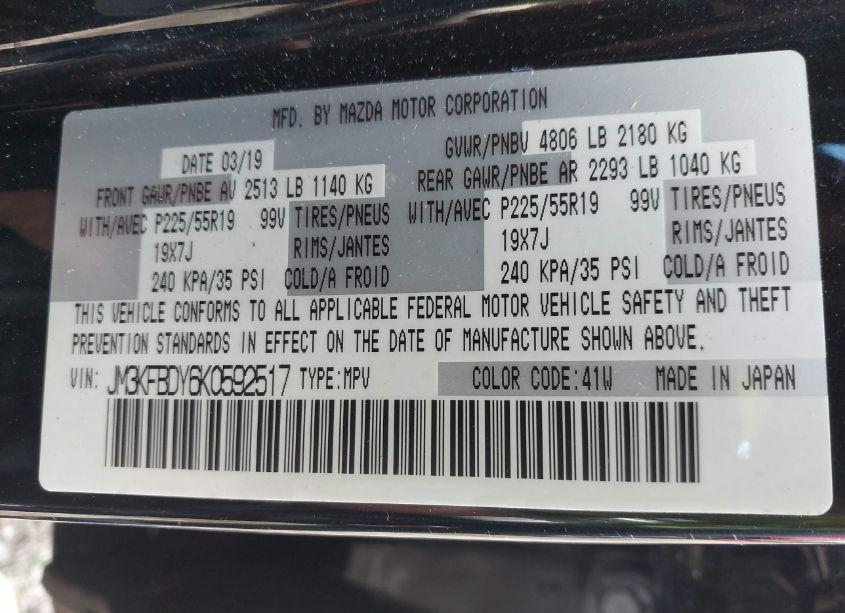 MFD. BY MAZDA MOTOR CORPORATION
DATE 03/19 GVWR/PNBV 4806 LB 2180 KG
FRONT GAWR/PNBE AV 2513 LB 1140 KG REAR GAWR/PNBE AR 2293 LB 1040 KG
WITH/AVEC P225/55R19 99V TIRES/PNEUS WITH/AVEC P225/55R19 99V TIRES/PNEUS
19X7J RIMS/JANTES 19X7J RIMS/JANTES
240 KPA/35 PSI COLD/A FROID 240 KPA/35 PSI COLD/A FROID
THIS VEHICLE CONFORMS TO ALL APPLICABLE FEDERAL MOTOR VEHICLE SAFETY AND THEFT
PREVENTION STANDARDS IN EFFECT ON THE DATE OF MANUFACTURE SHOWN ABOVE.
VIN: JM3KFBDY6K0592517 TYPE:MPV COLOR CODE:41W MADE IN JAPAN